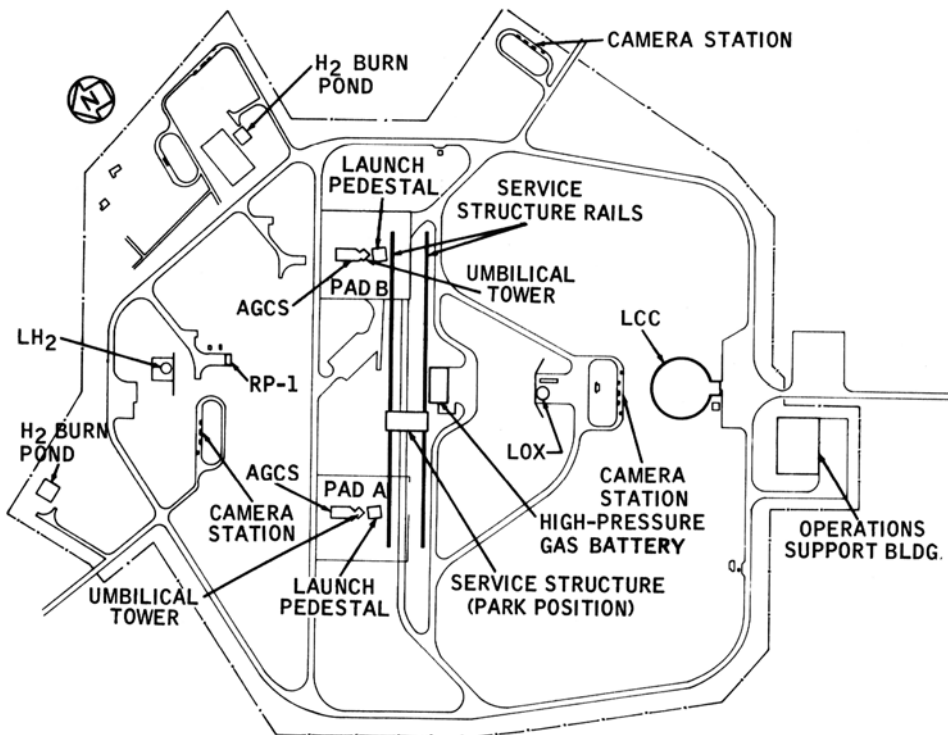 CAMERA STATION
H2 BURN
POND
N
LAUNCH
PEDESTAL
SERVICE
STRUCTURE RAILS
UMBILICAL
TOWER
AGCS
PAD B
LCC
LH2
RP-1
H2 BURN
POND
LOX
AGCS
PAD A
CAMERA
STATION
CAMERA
STATION
HIGH-PRESSURE
GAS BATTERY
OPERATIONS
SUPPORT BLDG.
UMBILICAL
TOWER
LAUNCH
PEDESTAL
SERVICE STRUCTURE
(PARK POSITION)